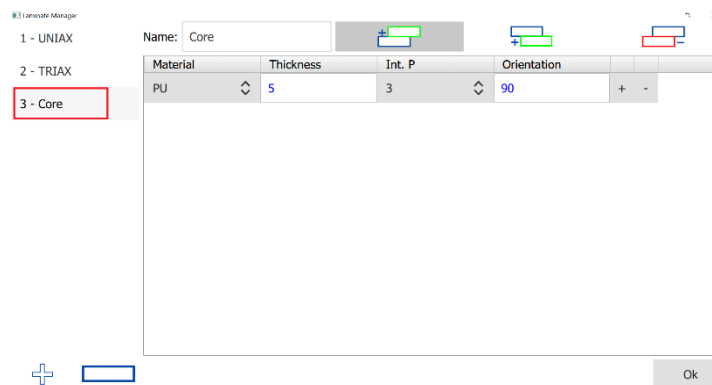 Laminate Manager
1 - UNIAX
Name: Core
Material Thickness Int. P Orientation
2 - TRIAX
PU 5 3 90 + -
3 - Core
Ok